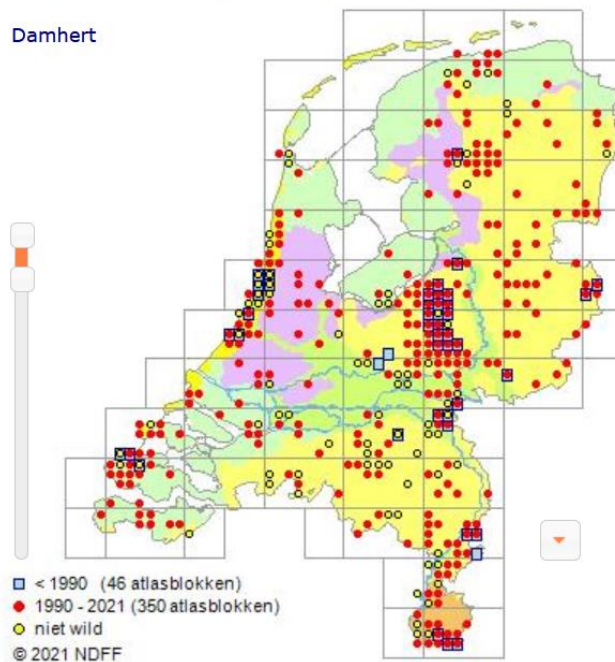 Damhert
< 1990 (46 atlasblokken)
1990 - 2021 (350 atlasblokken)
niet wild
© 2021 NDFF